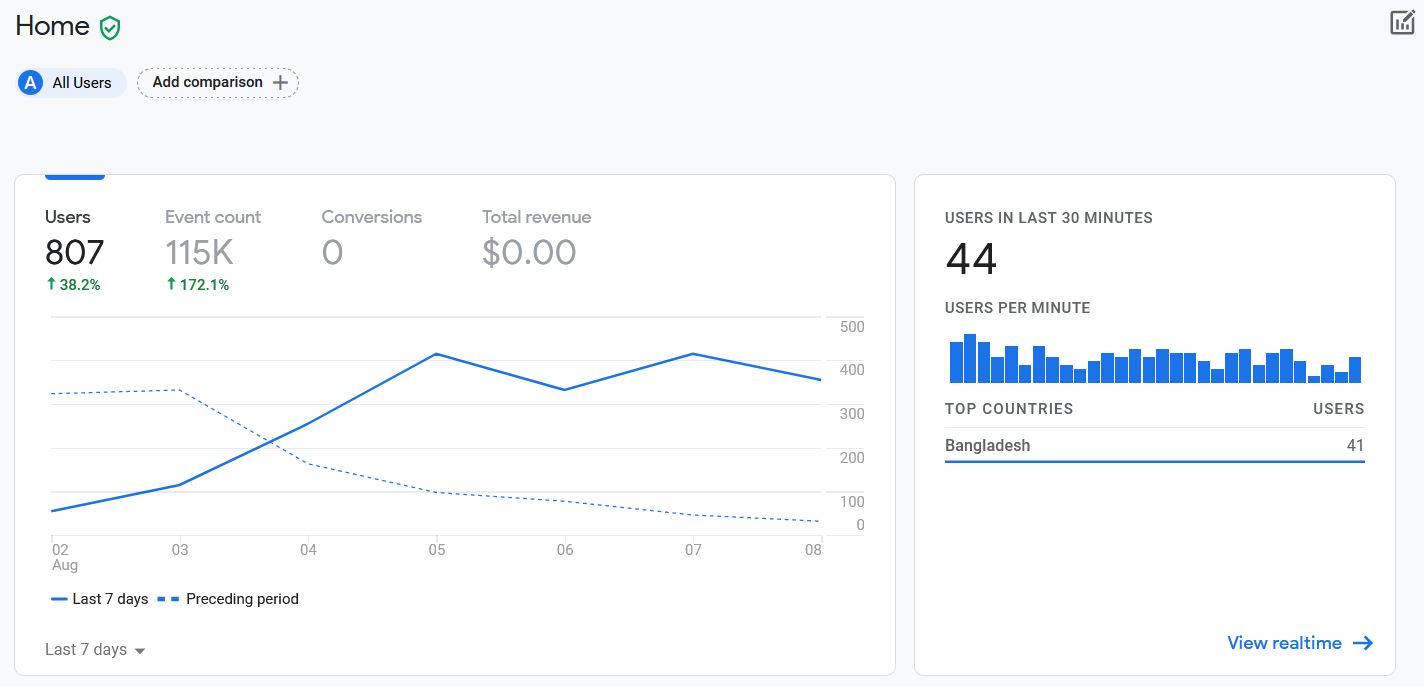 Home
A All Users Add comparison
Users Event count Conversions Total revenue
807 115K 0 $0.00
38.2% 172.1%
500
400
300
200
100
0
02 03 04 05 06 07 08
Aug
Last 7 days Preceding period
Last 7 days
USERS IN LAST 30 MINUTES
44
USERS PER MINUTE
TOP COUNTRIES USERS
Bangladesh 41
View realtime